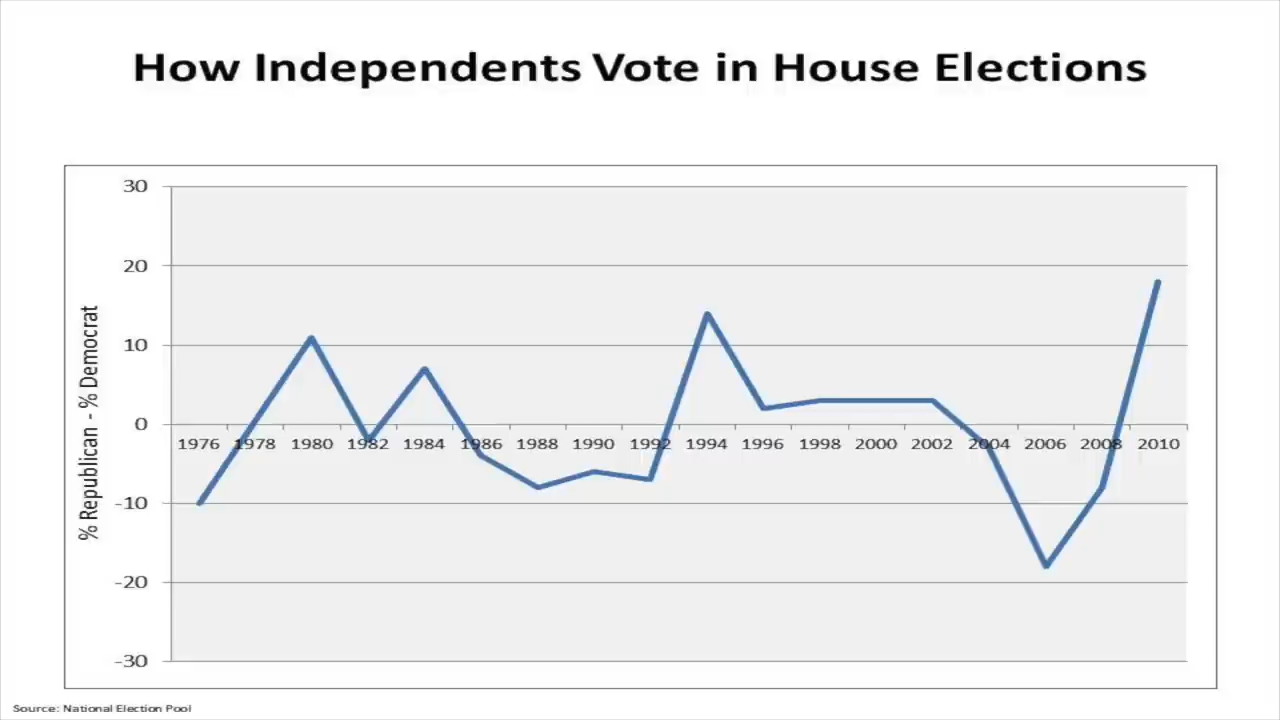 How Independents Vote in House Elections
30
20
10
0
-10
-20
-30
% Republican - % Democrat
1976 1978 1980 1982 1984 1986 1988 1990 1992 1994 1996 1998 2000 2002 2004 2006 2008 2010
Source: National Election Pool